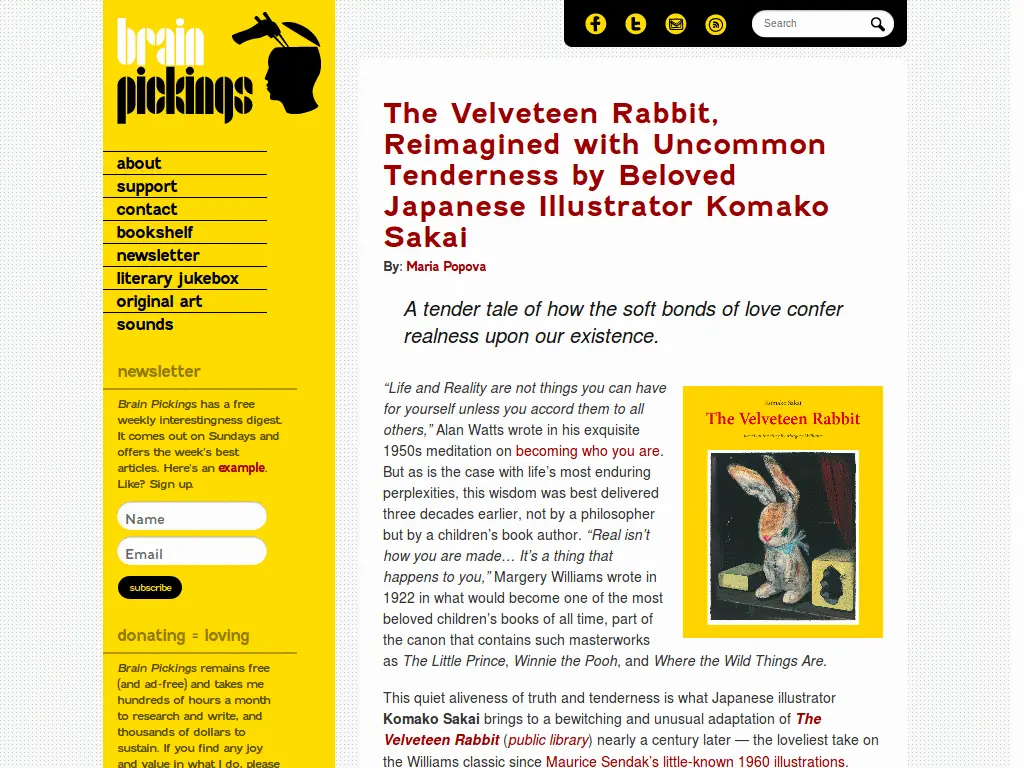 brain
pickings
Search
about
support
contact
bookshelf
newsletter
literary jukebox
original art
sounds
newsletter
Brain Pickings has a free
weekly interestingness digest.
It comes out on Sundays and
offers the week's best
articles. Here's an example.
Like? Sign up.
Name
Email
subscribe
donating = loving
Brain Pickings remains free
(and ad-free) and takes me
hundreds of hours a month
to research and write, and
thousands of dollars to
sustain. If you find any joy
and value in what I do, please
The Velveteen Rabbit,
Reimagined with Uncommon
Tenderness by Beloved
Japanese Illustrator Komako
Sakai
By: Maria Popova
A tender tale of how the soft bonds of love confer
realness upon our existence.
“Life and Reality are not things you can have
for yourself unless you accord them to all
others,” Alan Watts wrote in his exquisite
1950s meditation on becoming who you are.
But as is the case with life’s most enduring
perplexities, this wisdom was best delivered
three decades earlier, not by a philosopher
but by a children’s book author. “Real isn’t
how you are made… It’s a thing that
happens to you,” Margery Williams wrote in
1922 in what would become one of the most
beloved children’s books of all time, part of
the canon that contains such masterworks
as The Little Prince, Winnie the Pooh, and Where the Wild Things Are.
Komako Sakai
The Velveteen Rabbit
This quiet aliveness of truth and tenderness is what Japanese illustrator
Komako Sakai brings to a bewitching and unusual adaptation of The
Velveteen Rabbit (public library) nearly a century later — the loveliest take on
the Williams classic since Maurice Sendak’s little-known 1960 illustrations.